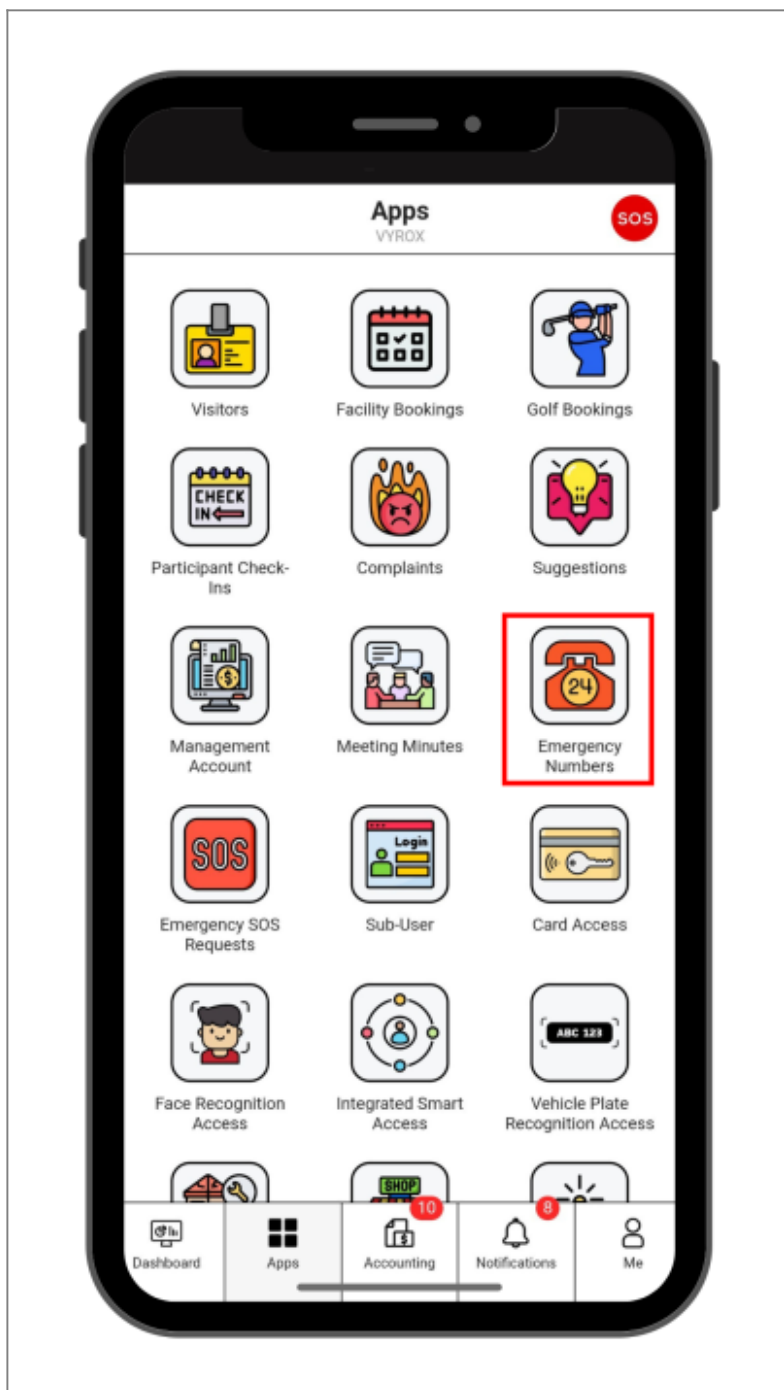 Apps
SOS
VYROX
Visitors
Facility Bookings
Golf Bookings
CHECK
IN
Participant Check-
Ins
Complaints
Suggestions
24
Management
Account
Meeting Minutes
Emergency
Numbers
SOS
Login
Emergency SOS
Requests
Sub-User
Card Access
ABC 123
Face Recognition
Access
Integrated Smart
Access
Vehicle Plate
Recognition Access
SHOP
10
8
Dashboard
Apps
Accounting
Notifications
Me